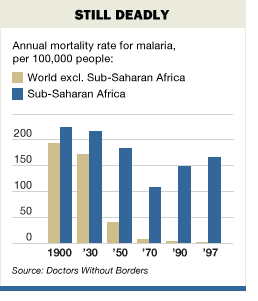 STILL DEADLY
Annual mortality rate for malaria,
per 100,000 people:
World excl. Sub-Saharan Africa
Sub-Saharan Africa
200
150
100
50
0
1900 '30 '50 '70 '90 '97
Source: Doctors Without Borders